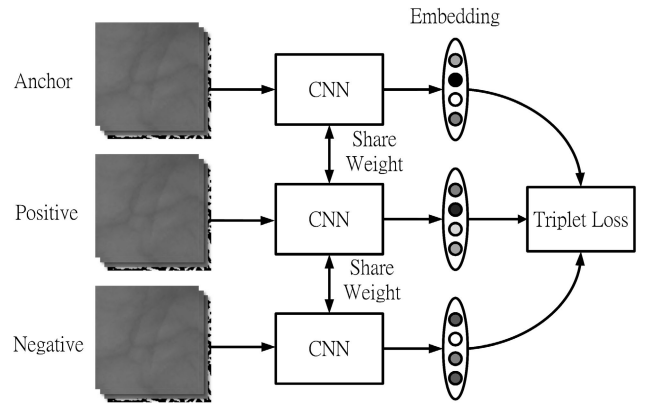 Embedding
Anchor
CNN
Share
Weight
Positive
CNN
Triplet Loss
Share
Weight
Negative
CNN